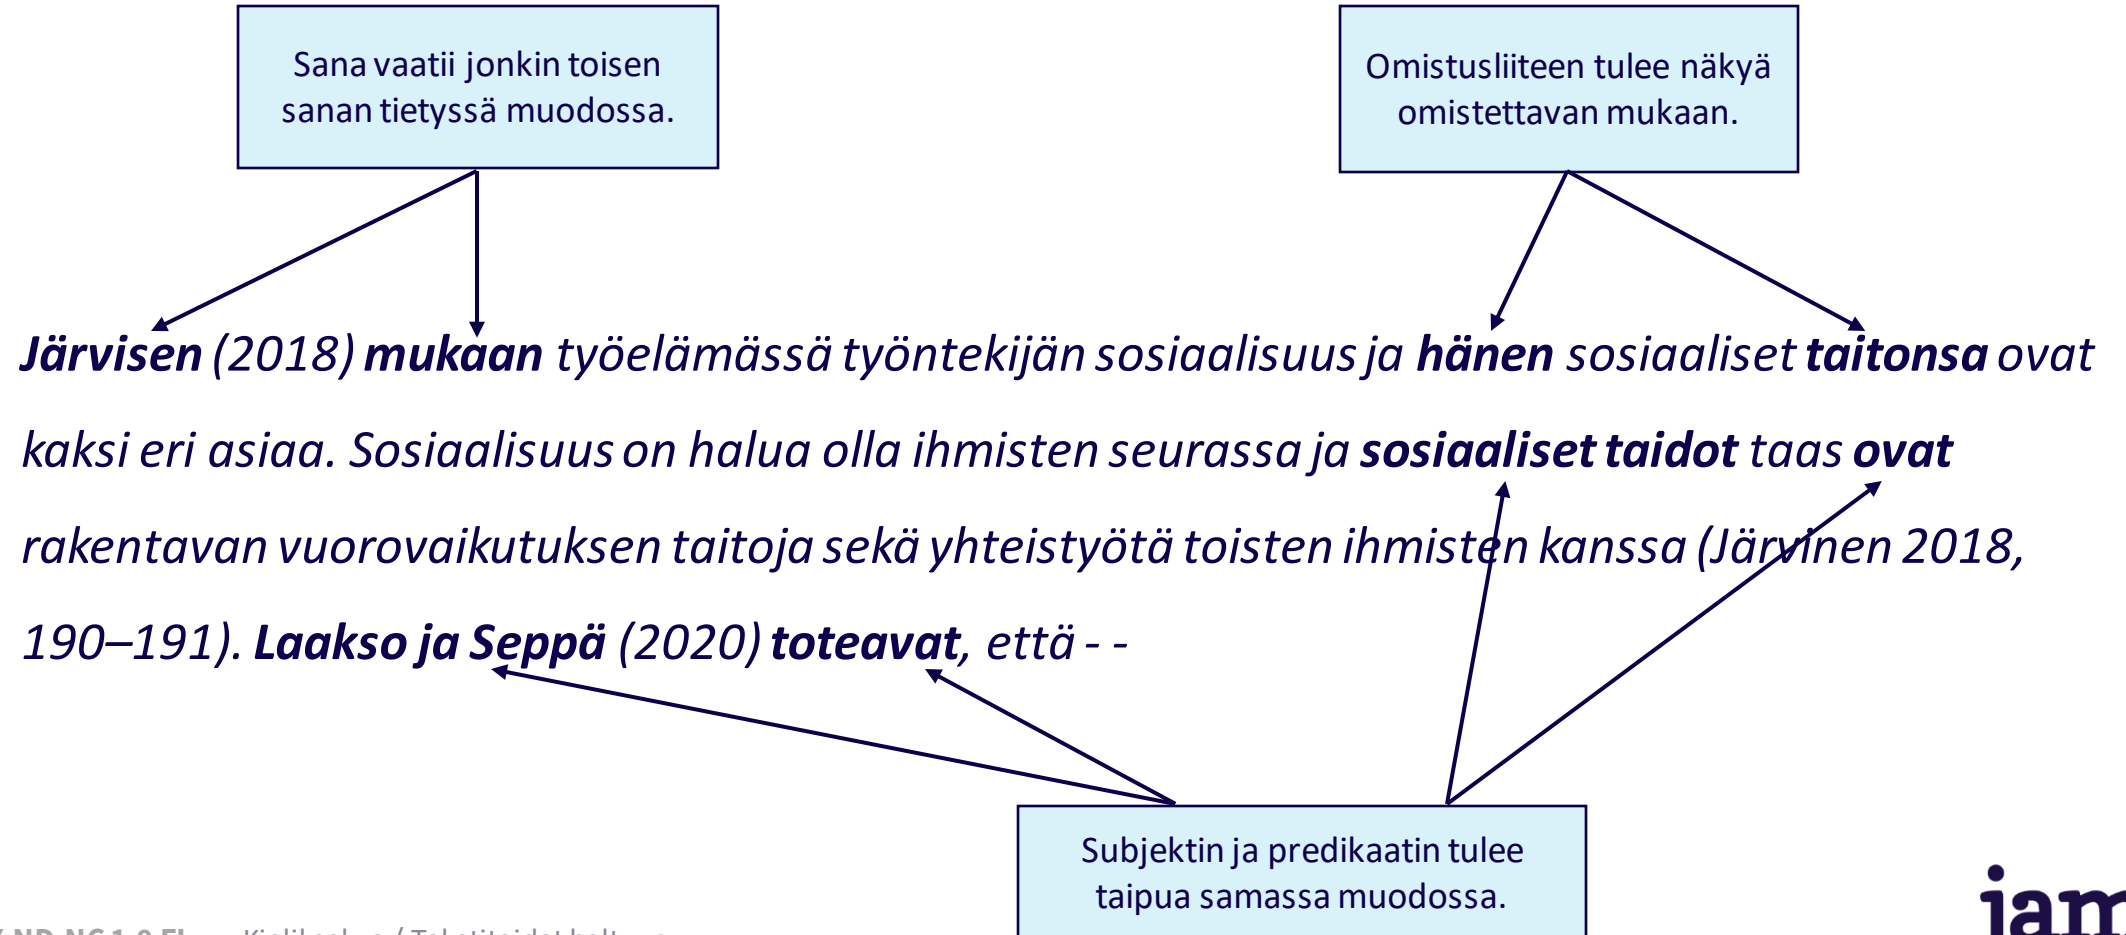 Sana vaatii jonkin toisen
sanan tietyssä muodossa.
Omistusliiteen tulee näkyä
omistettavan mukaan.
Järvisen (2018) mukaan työelämässä työntekijän sosiaalisuus ja hänen sosiaaliset taitonsa ovat
kaksi eri asiaa. Sosiaalisuus on halua olla ihmisten seurassa ja sosiaaliset taidot taas ovat
rakentavan vuorovaikutuksen taitoja sekä yhteistyötä toisten ihmisten kanssa (Järvinen 2018,
190–191). Laakso ja Seppä (2020) toteavat, että - -
Subjektin ja predikaatin tulee
taipua samassa muodossa.
jam